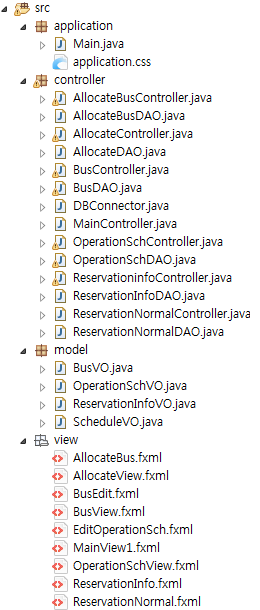 src
application
Main.java
application.css
controller
AllocateBusController.java
AllocateBusDAO.java
AllocateController.java
AllocateDAO.java
BusController.java
BusDAO.java
DBConnector.java
MainController.java
OperationSchController.java
OperationSchDAO.java
ReservationinfoController.java
ReservationInfoDAO.java
ReservationNormalController.java
ReservationNormalDAO.java
model
BusVO.java
OperationSchVO.java
ReservationInfoVO.java
ScheduleVO.java
view
AllocateBus.fxml
AllocateView.fxml
BusEdit.fxml
BusView.fxml
EditOperationSch.fxml
MainView1.fxml
OperationSchView.fxml
ReservationInfo.fxml
ReservationNormal.fxml